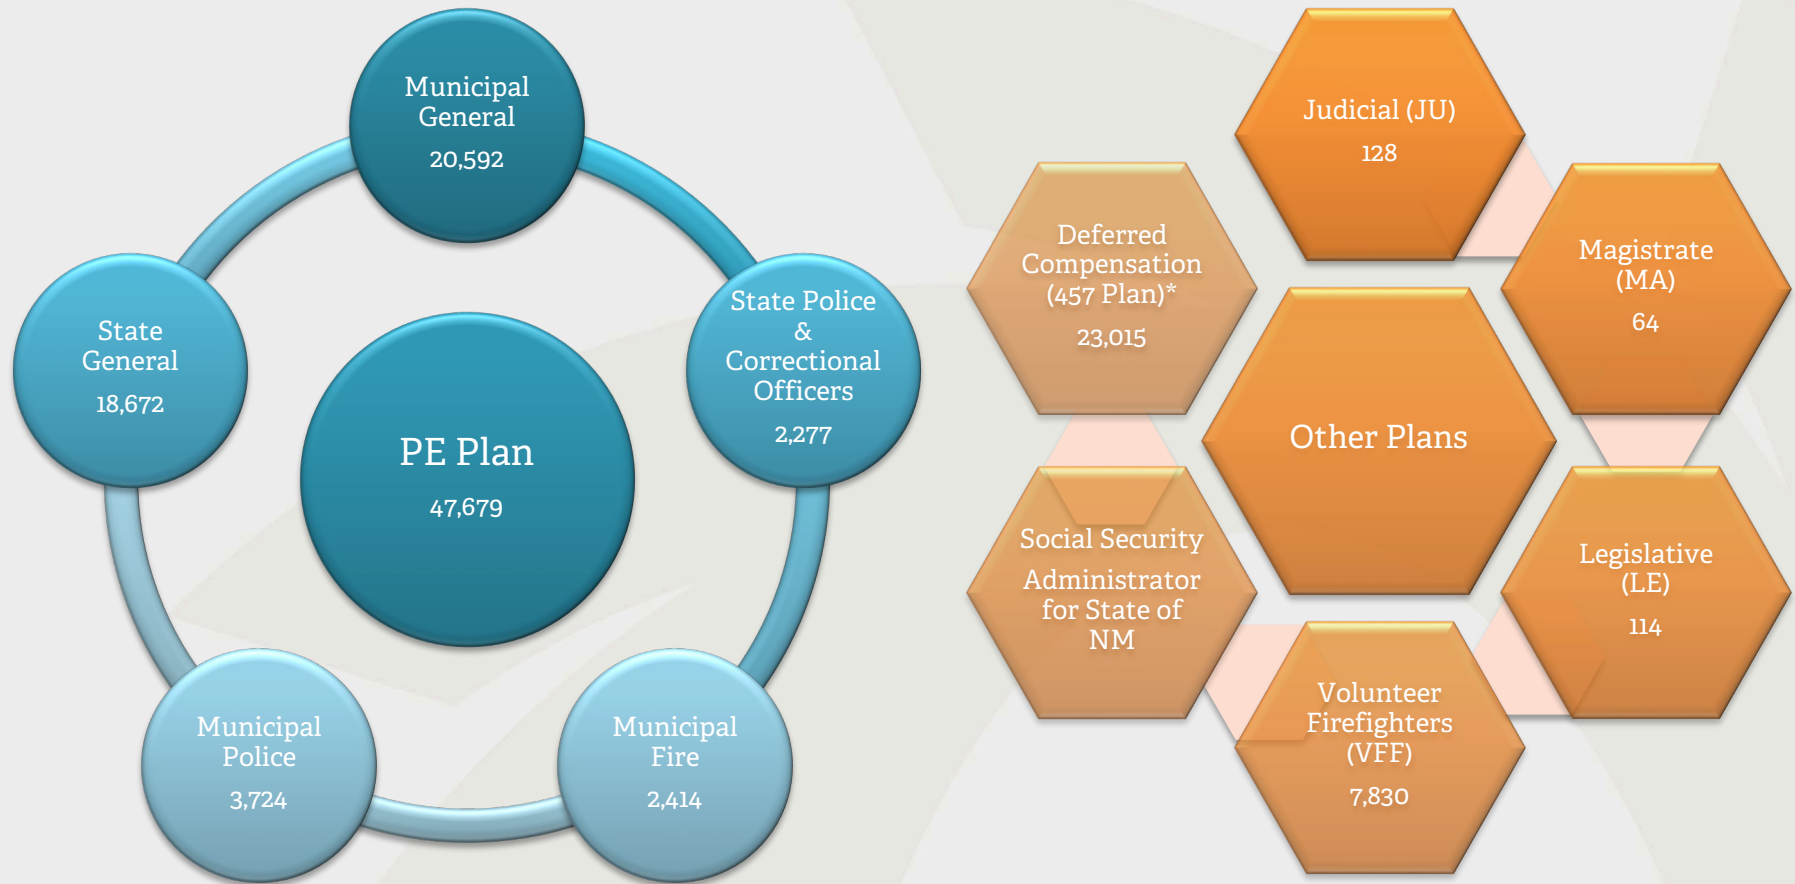 Municipal
General
20,592
State Police
&
Correctional
Officers
2,277
Municipal
Fire
2,414
Municipal
Police
3,724
State
General
18,672
PE Plan
47,679
Judicial (JU)
128
Magistrate
(MA)
64
Legislative
(LE)
114
Volunteer
Firefighters
(VFF)
7,830
Social Security
Administrator
for State of
NM
Deferred
Compensation
(457 Plan)*
23,015
Other Plans